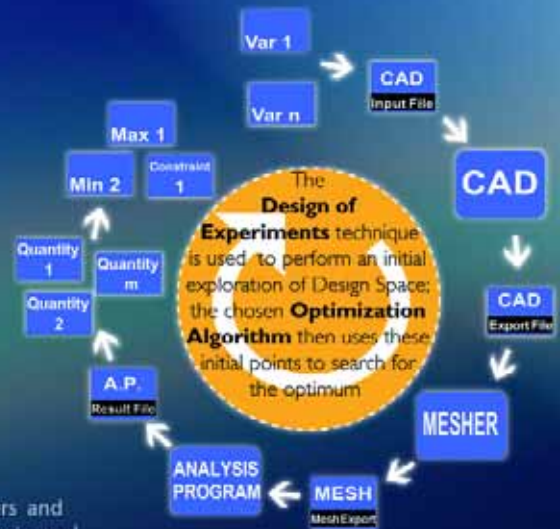 Var 1
Var n
CAD
Input File
CAD
CAD
Export File
MESHER
MESH
Mesh Export
ANALYSIS
PROGRAM
A.P.
Result File
Quantity
1
Quantity
m
Quantity
2
Max 1
Min 2
Constraint
1
The
Design of
Experiments technique
is used to perform an initial
exploration of Design Space;
the chosen Optimization
Algorithm then uses these
initial points to search for
the optimum
ers and